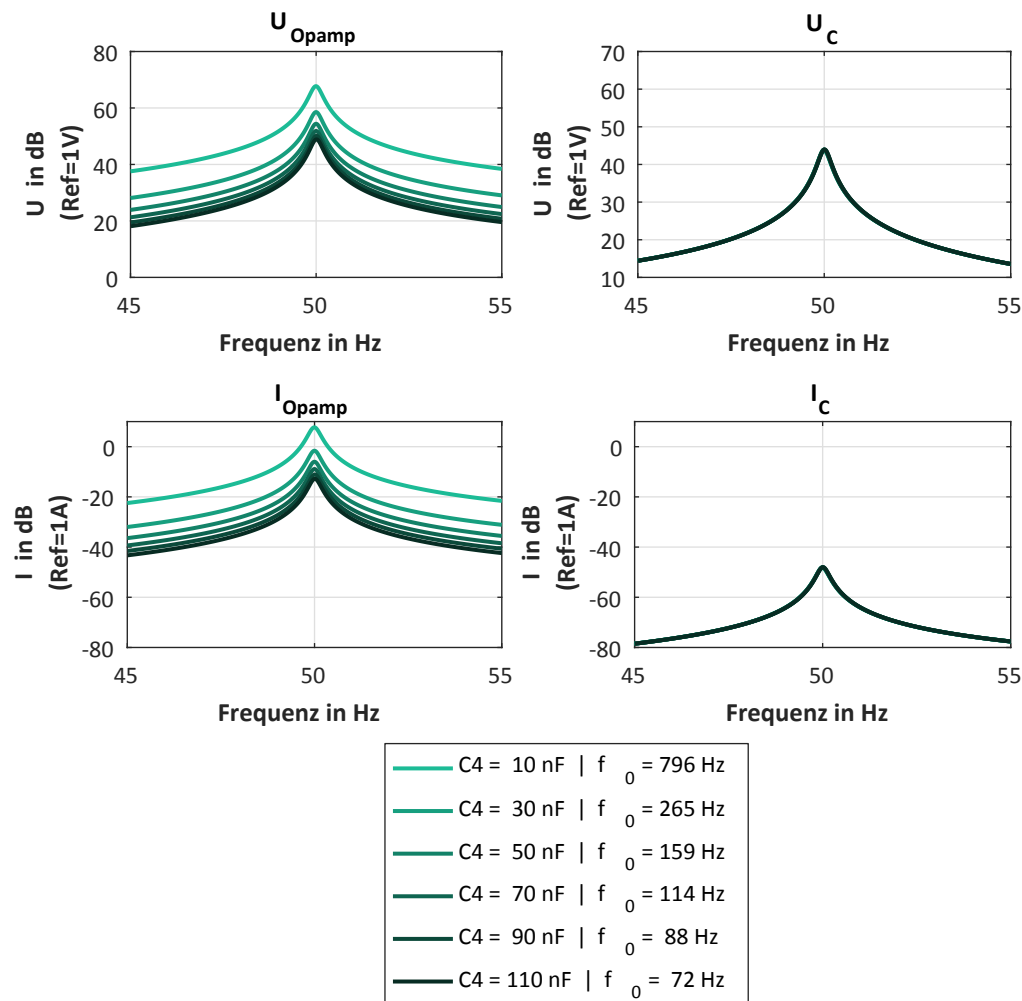 U Opamp
80
60
40
20
0
U in dB
(Ref=1V)
45 50 55
Frequenz in Hz
U C
70
60
50
40
30
20
10
U in dB
(Ref=1V)
45 50 55
Frequenz in Hz
I Opamp
0
-20
-40
-60
-80
I in dB
(Ref=1A)
45 50 55
Frequenz in Hz
I C
0
-20
-40
-60
-80
I in dB
(Ref=1A)
45 50 55
Frequenz in Hz
C4 = 10 nF | f 0 = 796 Hz
C4 = 30 nF | f 0 = 265 Hz
C4 = 50 nF | f 0 = 159 Hz
C4 = 70 nF | f 0 = 114 Hz
C4 = 90 nF | f 0 = 88 Hz
C4 = 110 nF | f 0 = 72 Hz